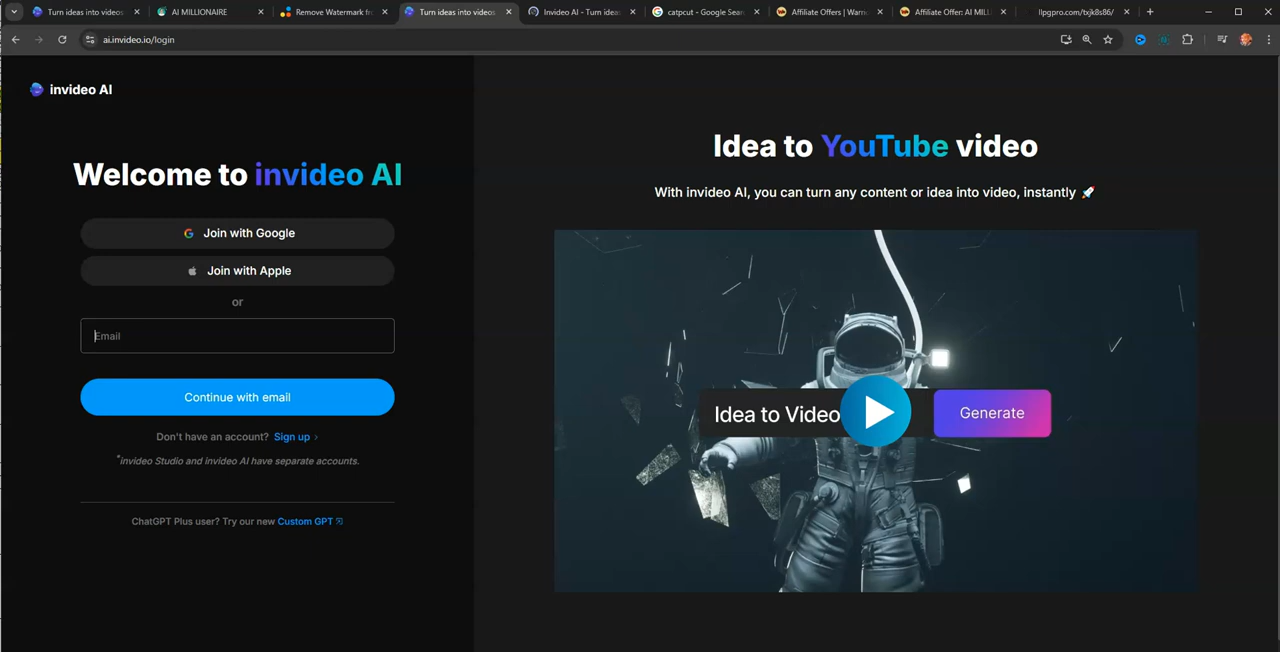 Turn ideas into videos
AI MILLIONAIRE
Remove Watermark fr
Turn ideas into videos
Invideo AI - Turn ideas
catpcut - Google Sear
Affiliate Offers | Warri
Affiliate Offer: AI MILL
llpgpro.com/txjk8s86/
ai.invideo.io/login
invideo AI
Welcome to invideo AI
Join with Google
Join with Apple
or
Email
Continue with email
Don't have an account? Sign up ›
*invideo Studio and invideo AI have separate accounts.
ChatGPT Plus user? Try our new Custom GPT
Idea to YouTube video
With invideo AI, you can turn any content or idea into video, instantly 🚀
Idea to Video
Generate